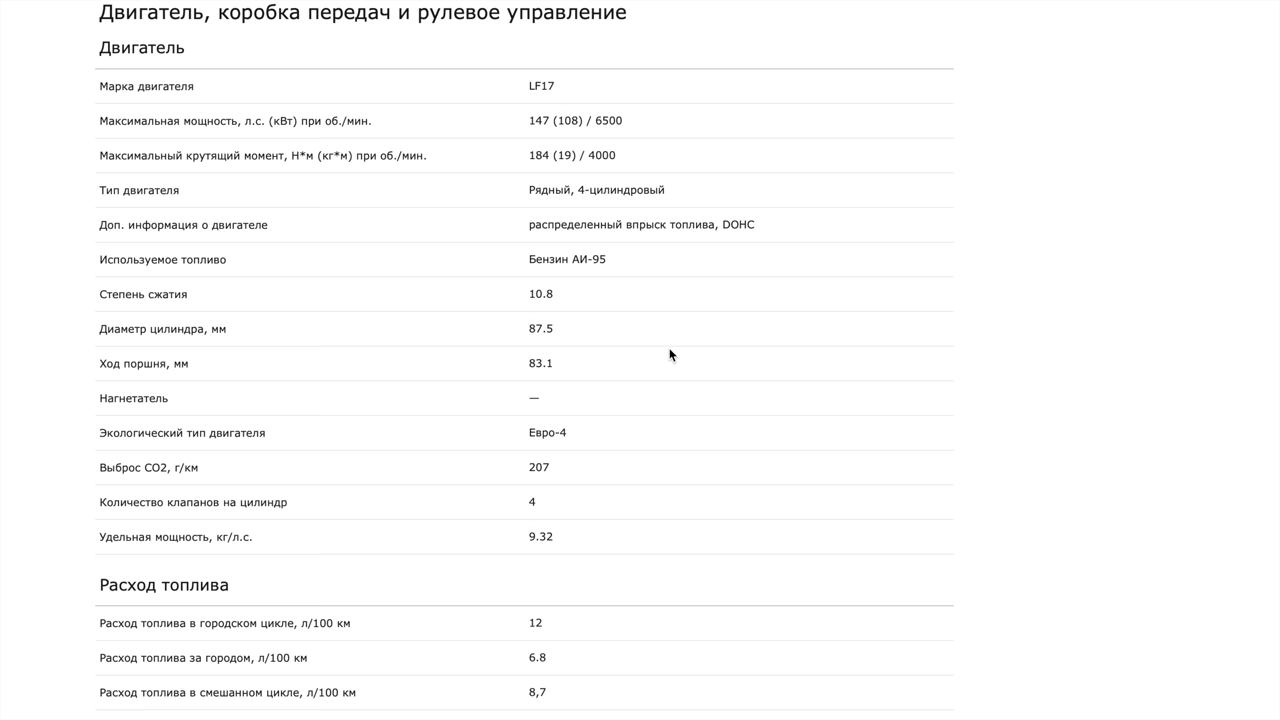 Двигатель, коробка передач и рулевое управление
Двигатель
Марка двигателя LF17
Максимальная мощность, л.с. (кВт) при об./мин. 147 (108) / 6500
Максимальный крутящий момент, Н*м (кг*м) при об./мин. 184 (19) / 4000
Тип двигателя Рядный, 4-цилиндровый
Доп. информация о двигателе распределенный впрыск топлива, DOHC
Используемое топливо Бензин АИ-95
Степень сжатия 10.8
Диаметр цилиндра, мм 87.5
Ход поршня, мм 83.1
Нагнетатель —
Экологический тип двигателя Евро-4
Выброс CO2, г/км 207
Количество клапанов на цилиндр 4
Удельная мощность, кг/л.с. 9.32
Расход топлива
Расход топлива в городском цикле, л/100 км 12
Расход топлива за городом, л/100 км 6.8
Расход топлива в смешанном цикле, л/100 км 8,7